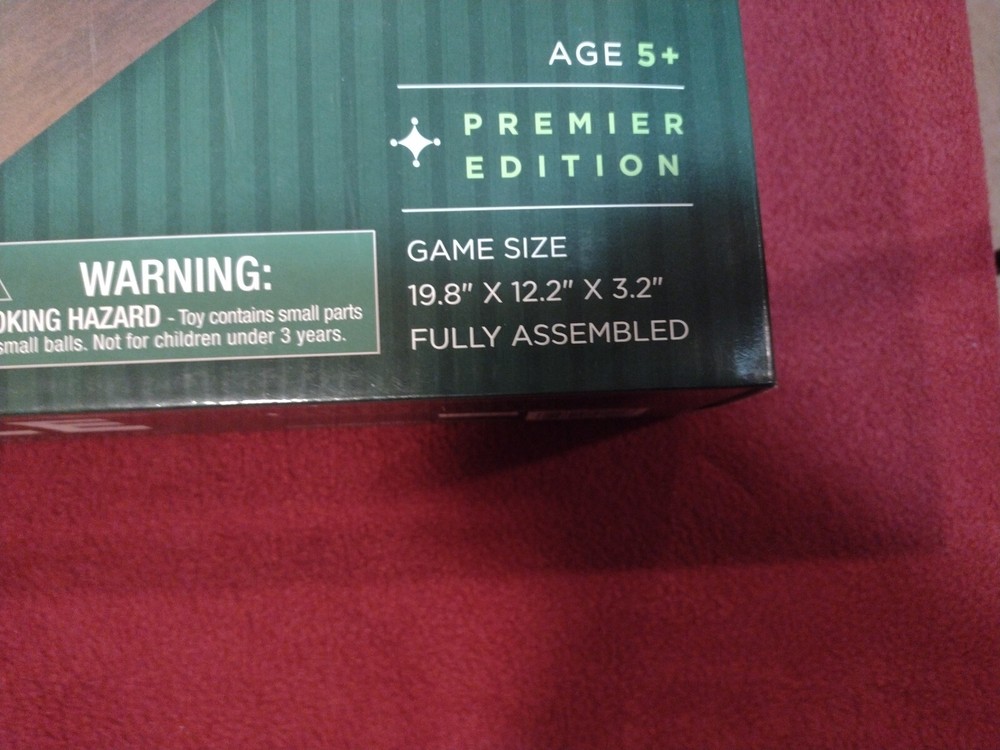 AGE 5+
PREMIER
EDITION
GAME SIZE
19.8" X 12.2" X 3.2"
FULLY ASSEMBLED
WARNING:
HAZARD - Toy contains small parts
small balls. Not for children under 3 years.